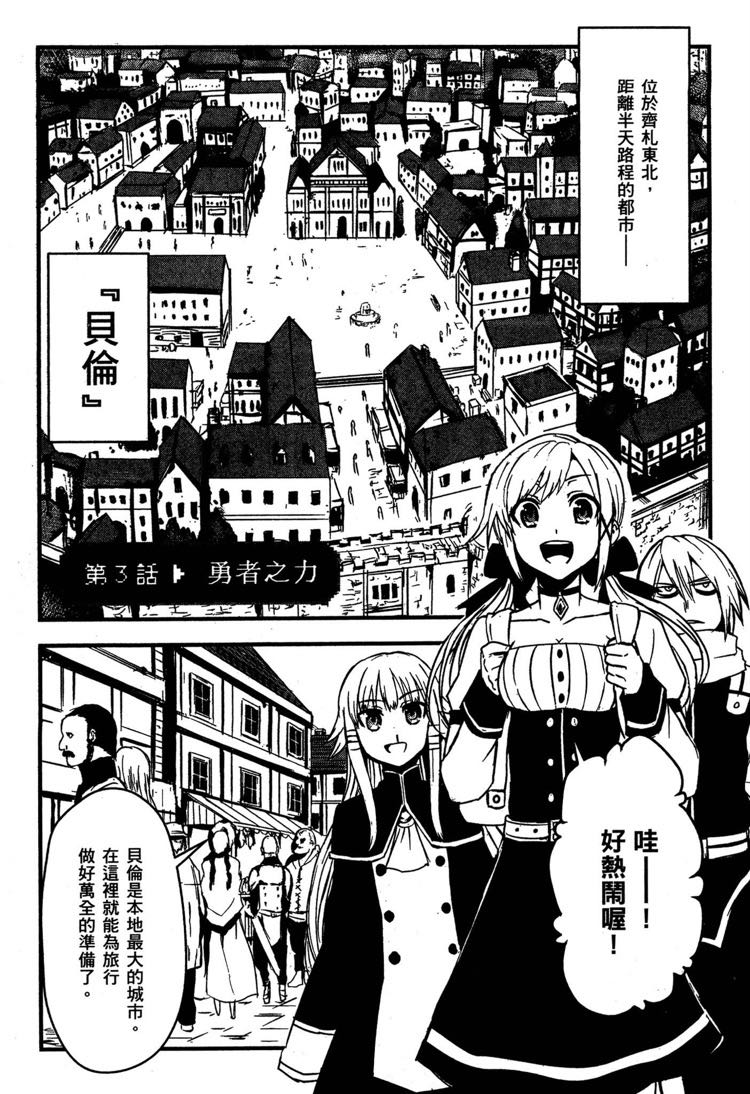 位於齊札東北，
距離半天路程的都市——
『貝倫』
第3話 勇者之力
哇——！
好熱鬧喔！
貝倫是本地最大的城市。
在這裡就能為旅行
做好萬全的準備了。